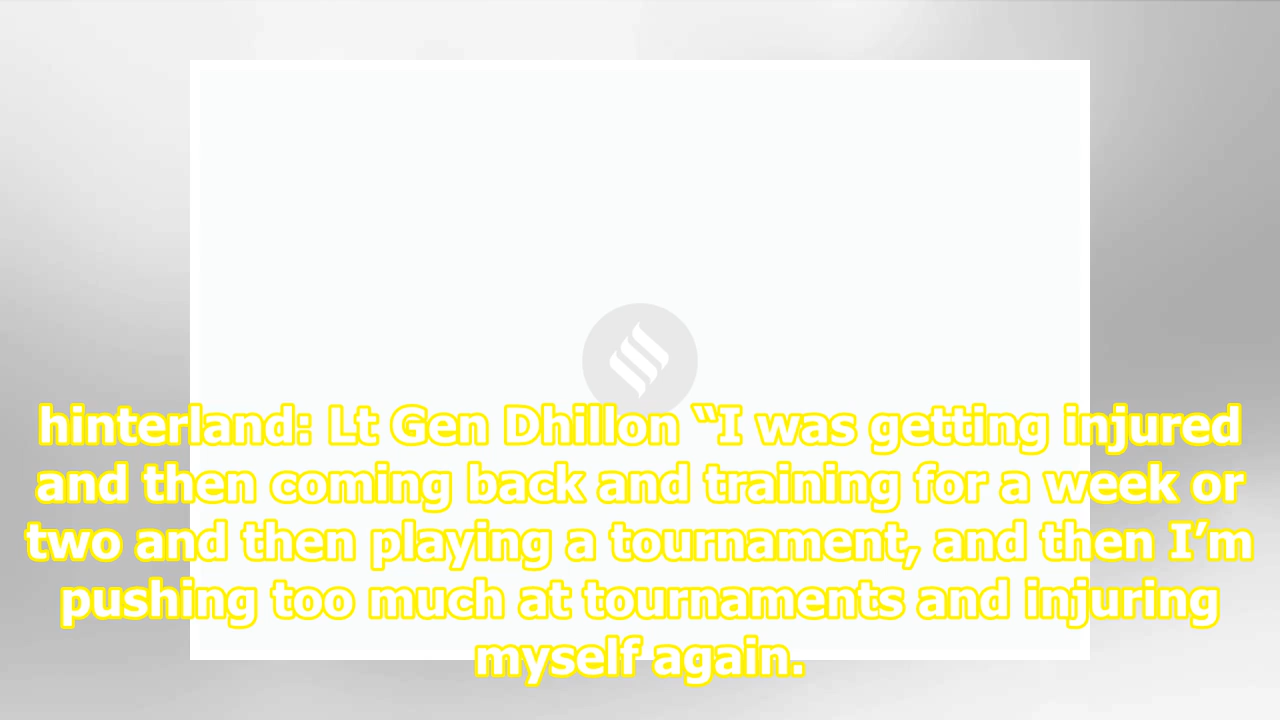 hinterland: Lt Gen Dhillon “I was getting injured
and then coming back and training for a week or
two and then playing a tournament, and then I’m
pushing too much at tournaments and injuring
myself again.